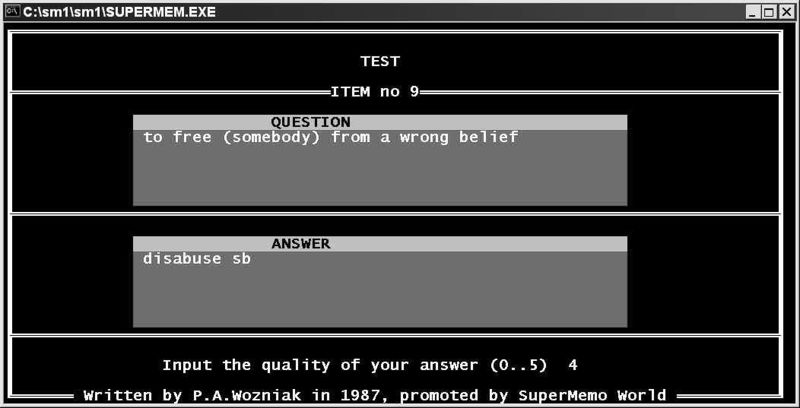 C:\sm1\sm1\SUPERMEM.EXE
TEST
ITEM no 9
QUESTION
to free (somebody) from a wrong belief
ANSWER
disabuse sb
Input the quality of your answer (0..5) 4
Written by P.A.Wozniak in 1987, promoted by SuperMemo World